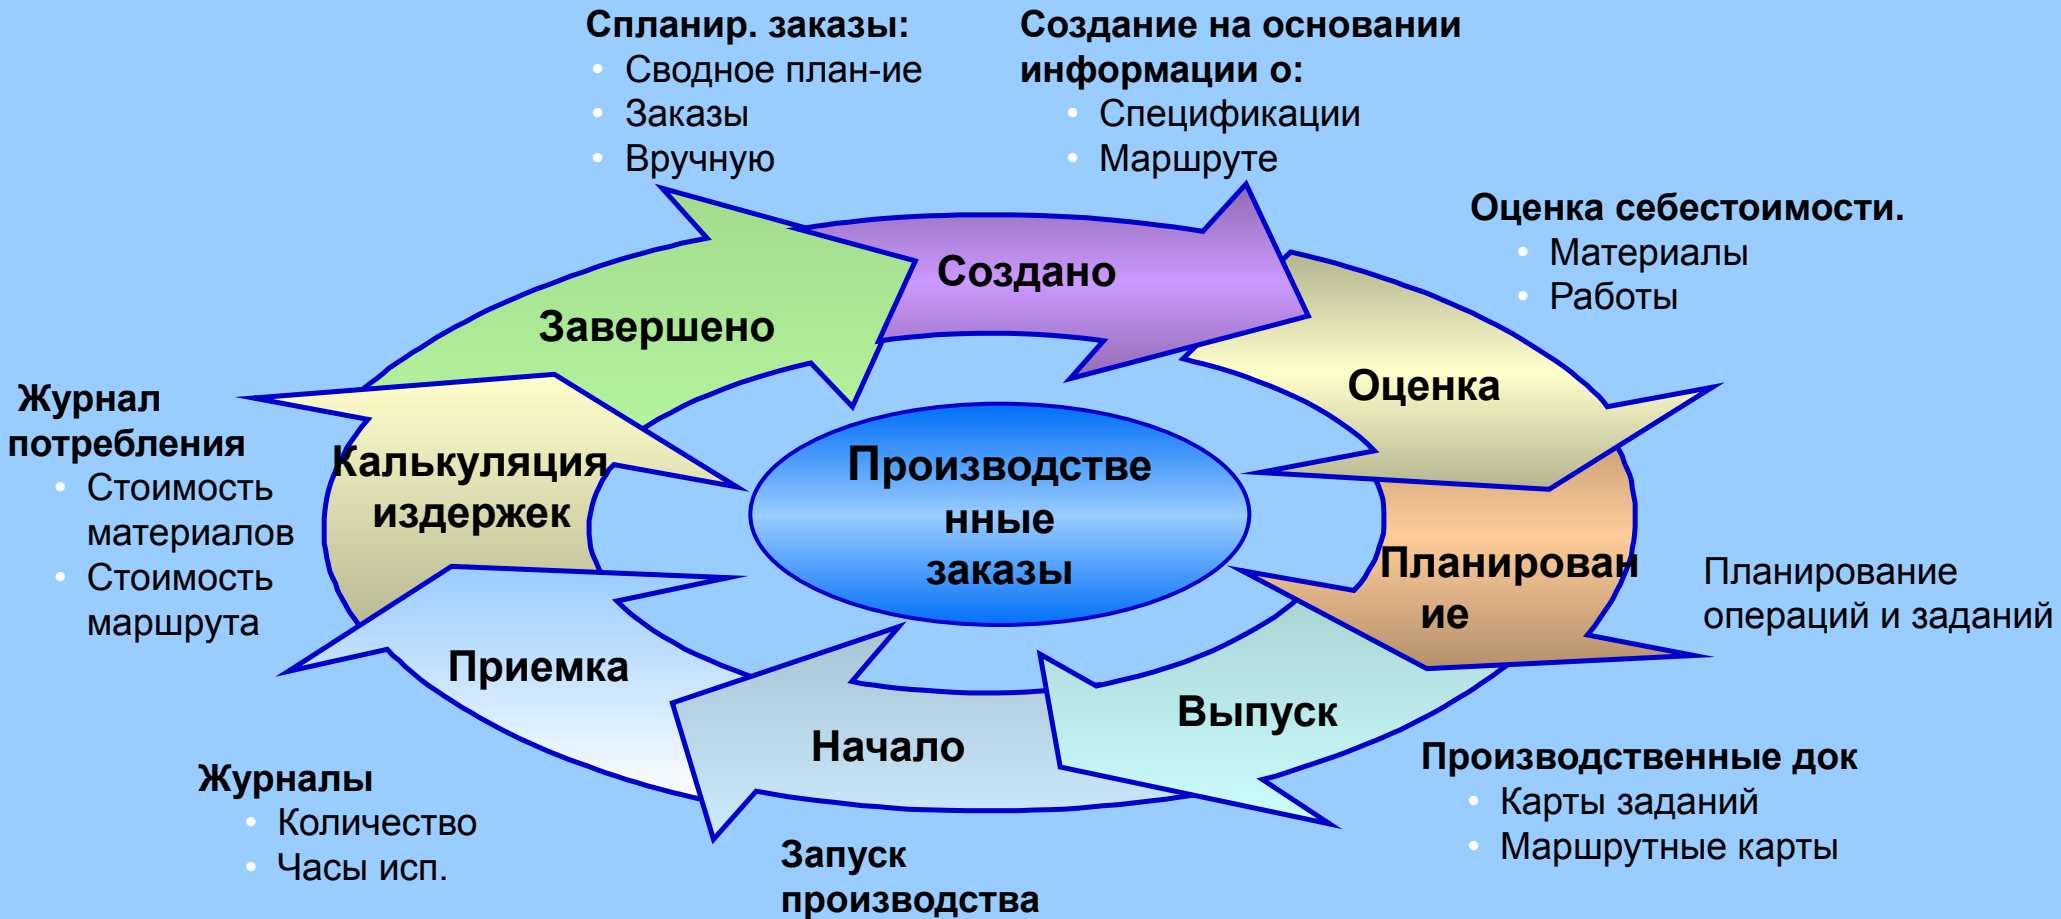 Спланир. заказы:
• Сводное план-ие
• Заказы
• Вручную
Создание на основании
информации о:
• Спецификации
• Маршруте
Оценка себестоимости.
• Материалы
• Работы
Создано
Завершено
Оценка
Журнал
потребления
• Стоимость
материалов
• Стоимость
маршрута
Калькуляция
издержек
Производстве
нные
заказы
Планирован
ие
Планирование
операций и заданий
Приемка
Начало
Выпуск
Журналы
• Количество
• Часы исп.
Запуск
производства
Производственные док
• Карты заданий
• Маршрутные карты